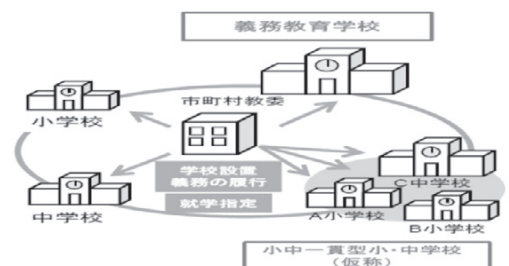 義務教育学校
市町村教委
小学校
学校設置
義務の履行
就学指定
中学校
C中学校
A小学校
B小学校
小中一貫型小・中学校
(仮称)